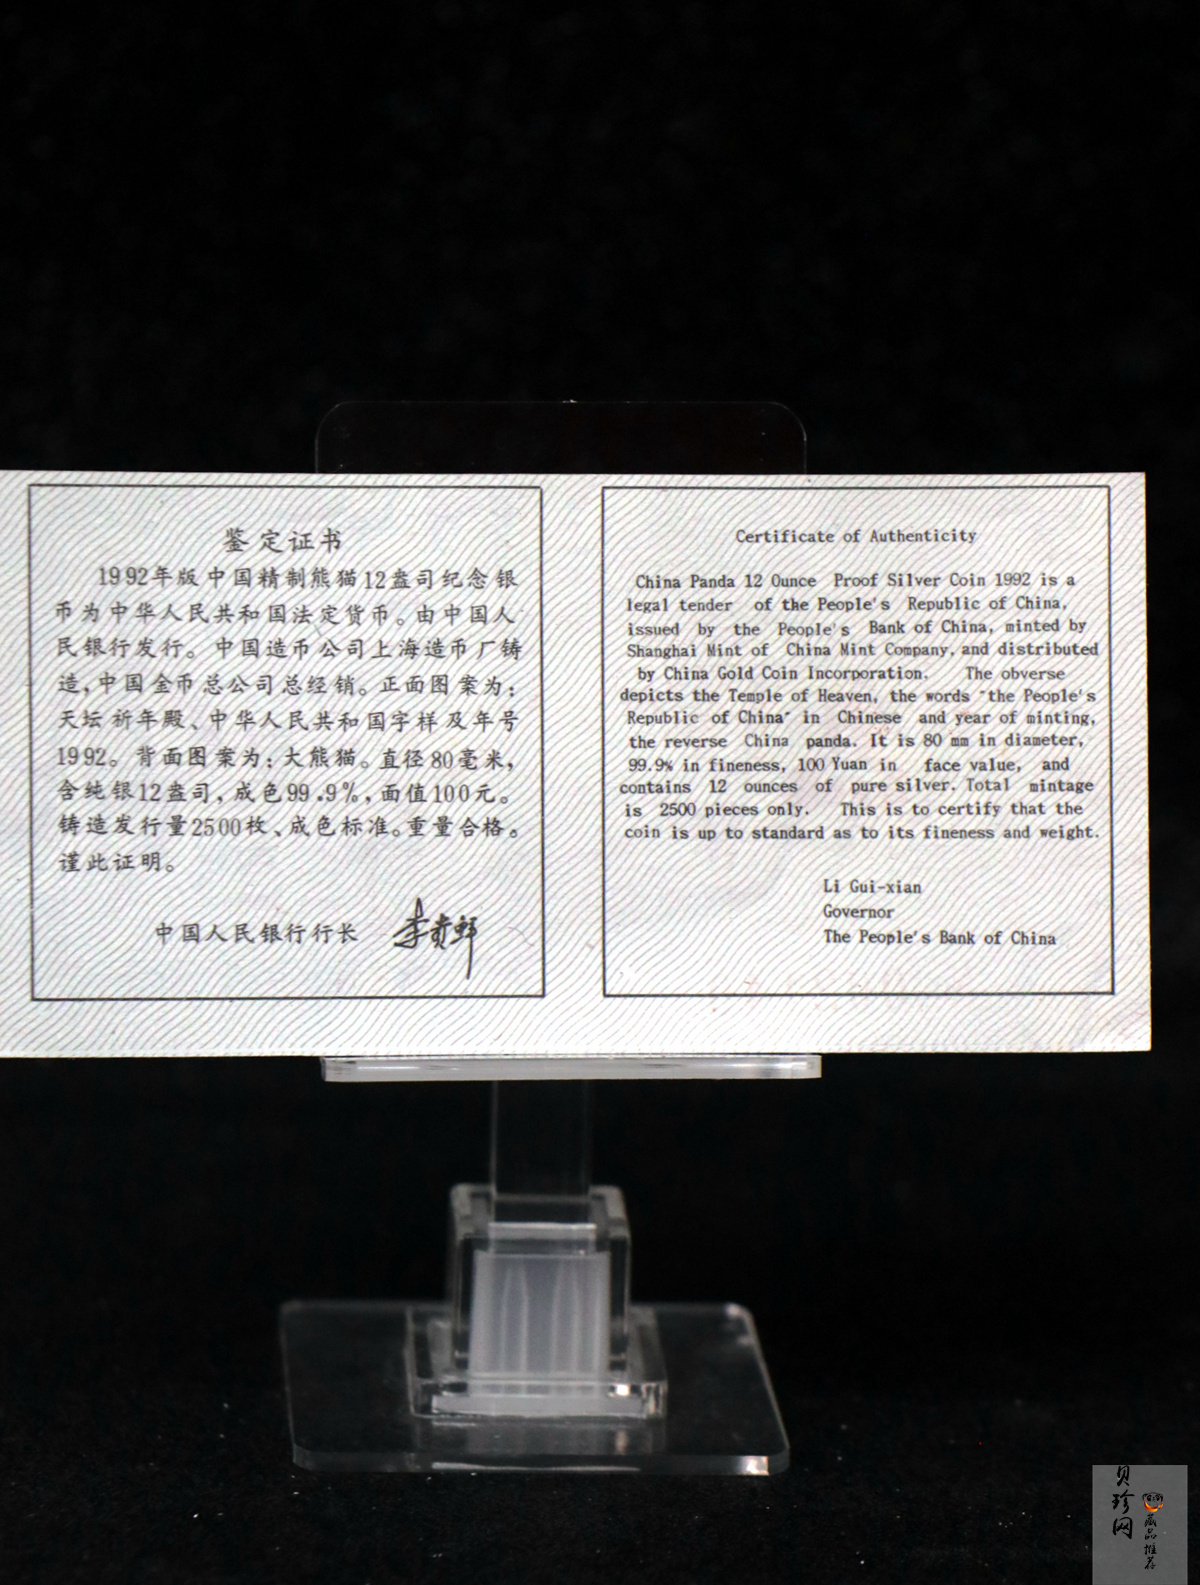 鉴定证书
1992年版中国精制熊猫12盎司纪念银
币为中华人民共和国法定货币。由中国人
民银行发行。中国造币公司上海造币厂铸
造,中国金币总公司总经销。正面图案为:
天坛祈年殿、中华人民共和国字样及年号
1992。背面图案为:大熊猫。直径80毫米,
含纯银12盎司,成色99.9%,面值100元。
铸造发行量2500枚、成色标准。重量合格。
谨此证明。
中国人民银行行长 李贵鲜
Certificate of Authenticity
China Panda 12 Ounce Proof Silver Coin 1992 is a
legal tender of the People's Republic of China,
issued by the People's Bank of China, minted by
Shanghai Mint of China Mint Company, and distributed
by China Gold Coin Incorporation. The obverse
depicts the Temple of Heaven, the words "the People's
Republic of China" in Chinese and year of minting,
the reverse China panda. It is 80 mm in diameter,
99.9% in fineness, 100 Yuan in face value, and
contains 12 ounces of pure silver. Total mintage
is 2500 pieces only. This is to certify that the
coin is up to standard as to its fineness and weight.
Li Gui-xian
Governor
The People's Bank of China
贝珍网
藏品推荐